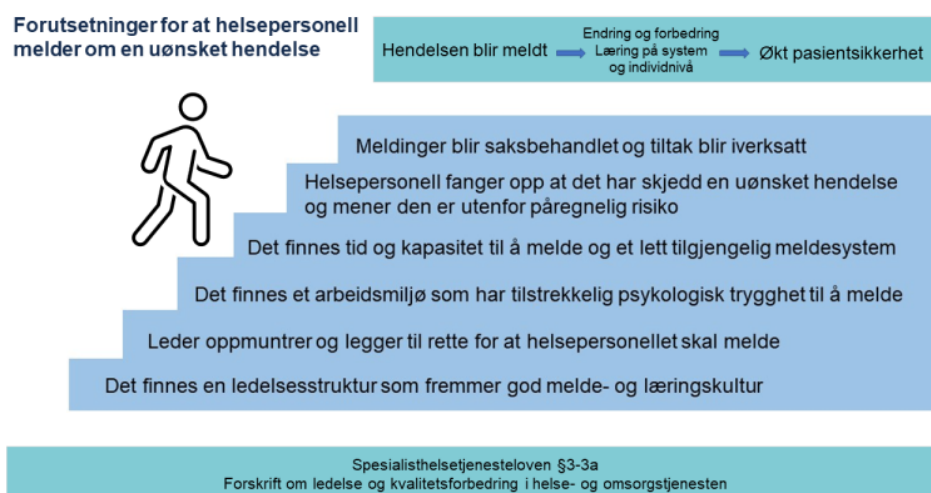 Forutsetninger for at helsepersonell
melder om en uønsket hendelse
Hendelsen blir meldt
Endring og forbedring
Læring på system
og individnivå
Økt pasientsikkerhet
Meldinger blir saksbehandlet og tiltak blir iverksatt
Helsepersonell fanger opp at det har skjedd en uønsket hendelse
og mener den er utenfor påregnelig risiko
Det finnes tid og kapasitet til å melde og et lett tilgjengelig meldesystem
Det finnes et arbeidsmiljø som har tilstrekkelig psykologisk trygghet til å melde
Leder oppmuntrer og legger til rette for at helsepersonellet skal melde
Det finnes en ledelsesstruktur som fremmer god melde- og læringskultur
Spesialisthelsetjenesteloven §3-3a
Forskrift om ledelse og kvalitetsforbedring i helse- og omsorgstjenesten